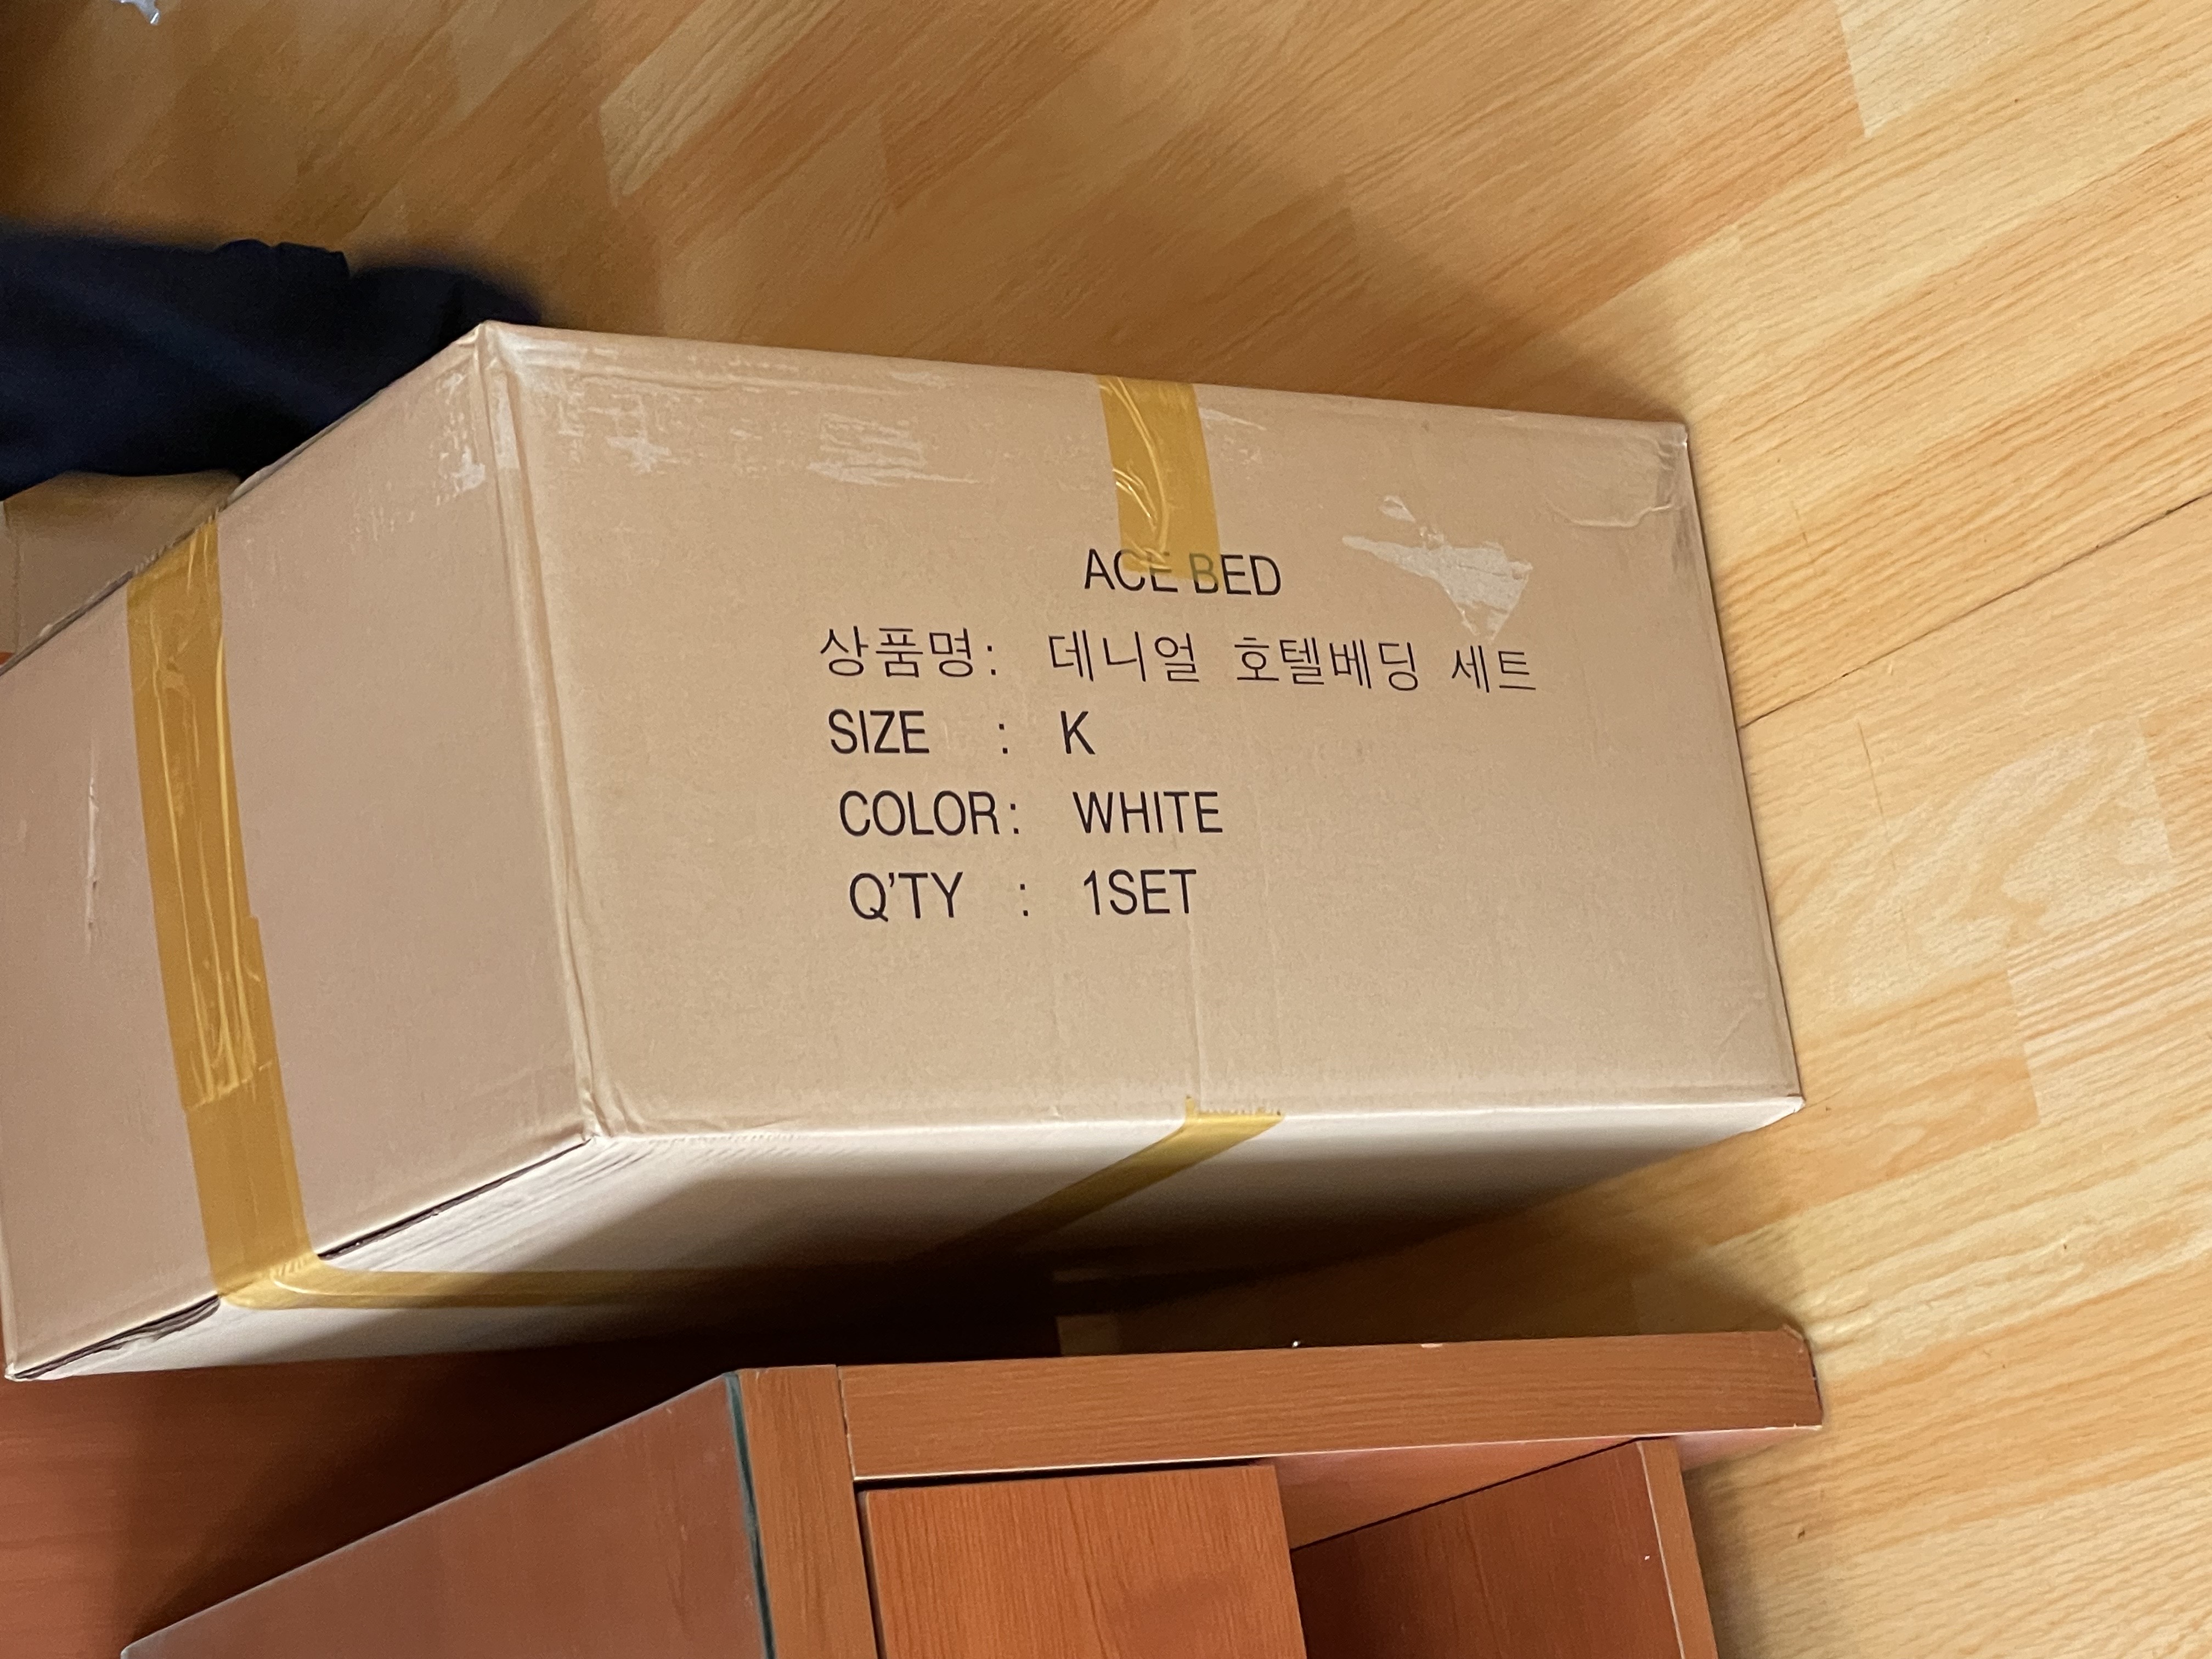 ACE BED
상품명: 데니얼 호텔베딩 세트
SIZE : K
COLOR: WHITE
Q'TY : 1SET